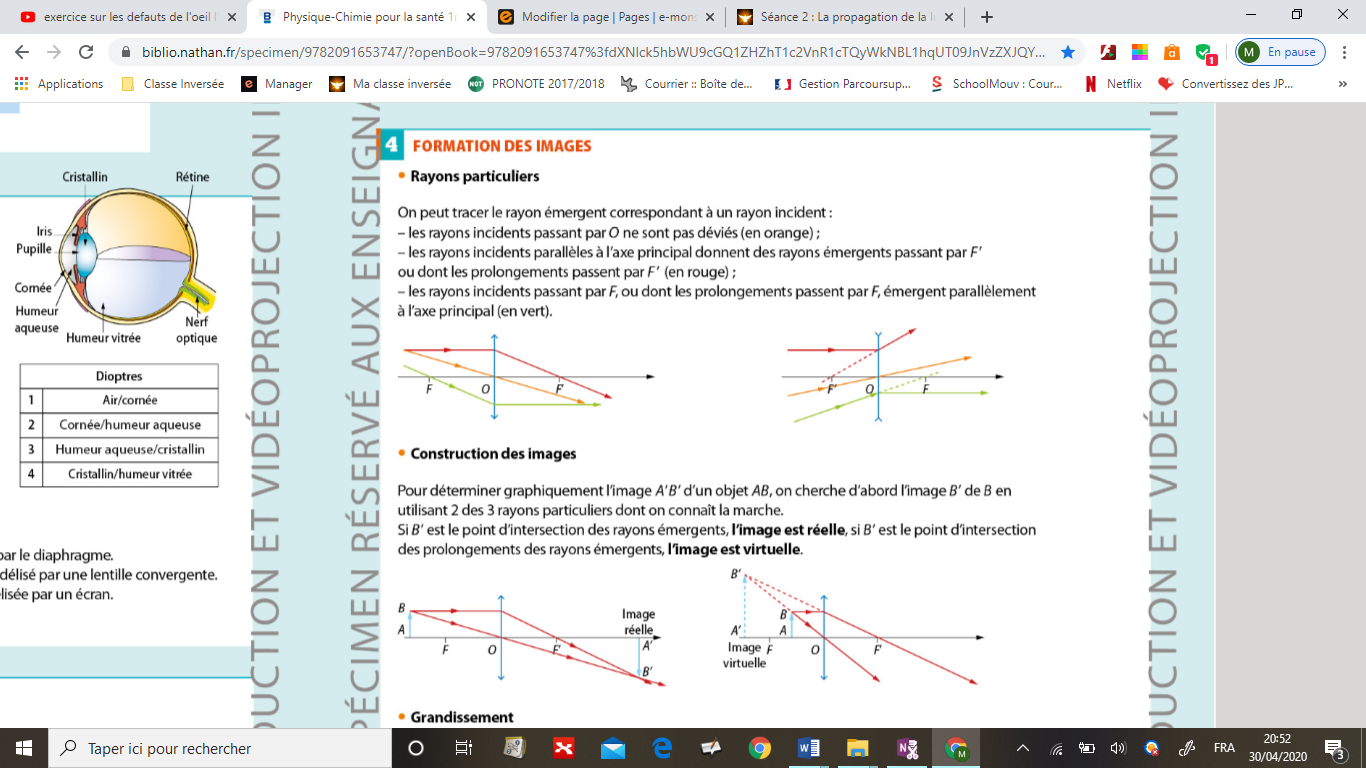 exercice sur les defauts de l'oeil
Physique-Chimie pour la santé 1r
Modifier la page | Pages | e-mons
Séance 2 : La propagation de la lu
biblio.nathan.fr/specimen/9782091653747/?openBook=9782091653747%3fdXNlck5hbWU9cGQ1ZHZhT1c2VnR1cTQyWkNBL1hqUT09JnVzZXJQY...
M En pause
Applications
Classe Inversée
Manager
Ma classe inversée
PRONOTE 2017/2018
Courrier :: Boîte de...
Gestion Parcoursup...
SchoolMouv : Cour...
Netflix
Convertissez des JP...
»
Cristallin
Rétine
Iris
Pupille
Cornée
Humeur
aqueuse
Humeur vitrée
Nerf
optique
Dioptres
1 Air/cornée
2 Cornée/humeur aqueuse
3 Humeur aqueuse/cristallin
4 Cristallin/humeur vitrée
par le diaphragme.
délisé par une lentille convergente.
lisée par un écran.
DUCTION ET VIDÉOPROJECTION I
PÉCIMEN RÉSERVÉ AUX ENSEIGNA
4 FORMATION DES IMAGES
• Rayons particuliers
On peut tracer le rayon émergent correspondant à un rayon incident :
– les rayons incidents passant par O ne sont pas déviés (en orange) ;
– les rayons incidents parallèles à l'axe principal donnent des rayons émergents passant par F'
ou dont les prolongements passent par F' (en rouge) ;
– les rayons incidents passant par F, ou dont les prolongements passent par F, émergent parallèlement
à l'axe principal (en vert).
F O F'
F' O F
• Construction des images
Pour déterminer graphiquement l'image A'B' d'un objet AB, on cherche d'abord l'image B' de B en
utilisant 2 des 3 rayons particuliers dont on connaît la marche.
Si B' est le point d'intersection des rayons émergents, l'image est réelle, si B' est le point d'intersection
des prolongements des rayons émergents, l'image est virtuelle.
B
A
F O F'
Image
réelle
A'
B'
B'
B
A' A
Image F O F'
virtuelle
• Grandissement
DUCTION ET VIDÉOPROJECTION I
Taper ici pour rechercher
FRA
20:52
30/04/2020
3